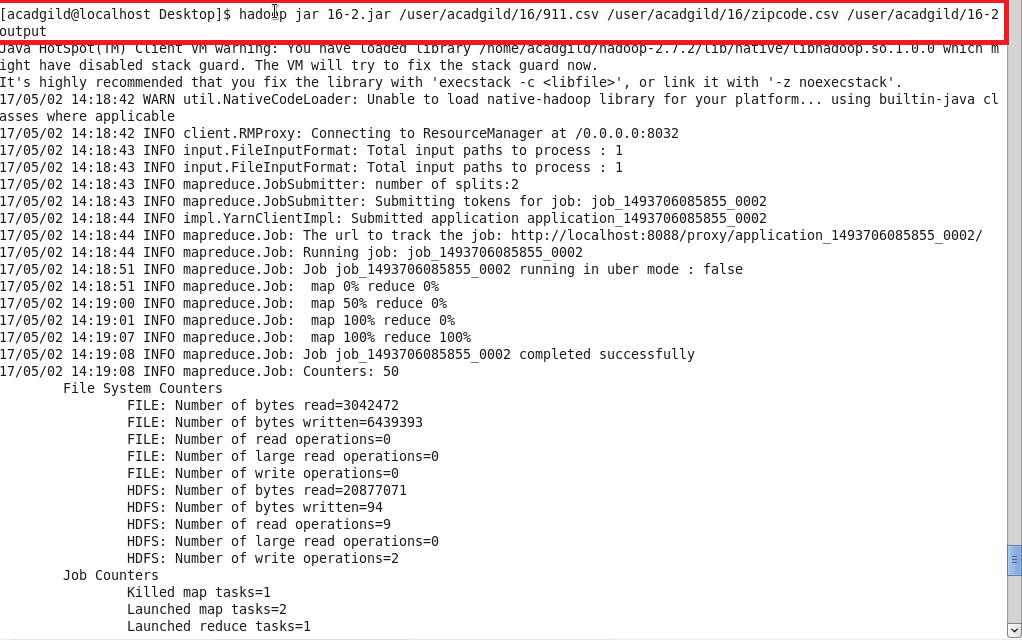 [acadgild@localhost Desktop]$ hadoop jar 16-2.jar /user/acadgild/16/911.csv /user/acadgild/16/zipcode.csv /user/acadgild/16-2
output
Java HotSpot(TM) Client VM warning: You have loaded library /home/acadgild/hadoop-2.7.2/lib/native/libhadoop.so.1.0.0 which m
ight have disabled stack guard. The VM will try to fix the stack guard now.
It's highly recommended that you fix the library with 'execstack -c <libfile>', or link it with '-z noexecstack'.
17/05/02 14:18:42 WARN util.NativeCodeLoader: Unable to load native-hadoop library for your platform... using builtin-java cl
asses where applicable
17/05/02 14:18:42 INFO client.RMProxy: Connecting to ResourceManager at /0.0.0.0:8032
17/05/02 14:18:43 INFO input.FileInputFormat: Total input paths to process : 1
17/05/02 14:18:43 INFO input.FileInputFormat: Total input paths to process : 1
17/05/02 14:18:43 INFO mapreduce.JobSubmitter: number of splits:2
17/05/02 14:18:43 INFO mapreduce.JobSubmitter: Submitting tokens for job: job_1493706085855_0002
17/05/02 14:18:44 INFO impl.YarnClientImpl: Submitted application application_1493706085855_0002
17/05/02 14:18:44 INFO mapreduce.Job: The url to track the job: http://localhost:8088/proxy/application_1493706085855_0002/
17/05/02 14:18:44 INFO mapreduce.Job: Running job: job_1493706085855_0002
17/05/02 14:18:51 INFO mapreduce.Job: Job job_1493706085855_0002 running in uber mode : false
17/05/02 14:18:51 INFO mapreduce.Job:  map 0% reduce 0%
17/05/02 14:19:00 INFO mapreduce.Job:  map 50% reduce 0%
17/05/02 14:19:01 INFO mapreduce.Job:  map 100% reduce 0%
17/05/02 14:19:07 INFO mapreduce.Job:  map 100% reduce 100%
17/05/02 14:19:08 INFO mapreduce.Job: Job job_1493706085855_0002 completed successfully
17/05/02 14:19:08 INFO mapreduce.Job: Counters: 50
File System Counters
FILE: Number of bytes read=3042472
FILE: Number of bytes written=6439393
FILE: Number of read operations=0
FILE: Number of large read operations=0
FILE: Number of write operations=0
HDFS: Number of bytes read=20877071
HDFS: Number of bytes written=94
HDFS: Number of read operations=9
HDFS: Number of large read operations=0
HDFS: Number of write operations=2
Job Counters
Killed map tasks=1
Launched map tasks=2
Launched reduce tasks=1